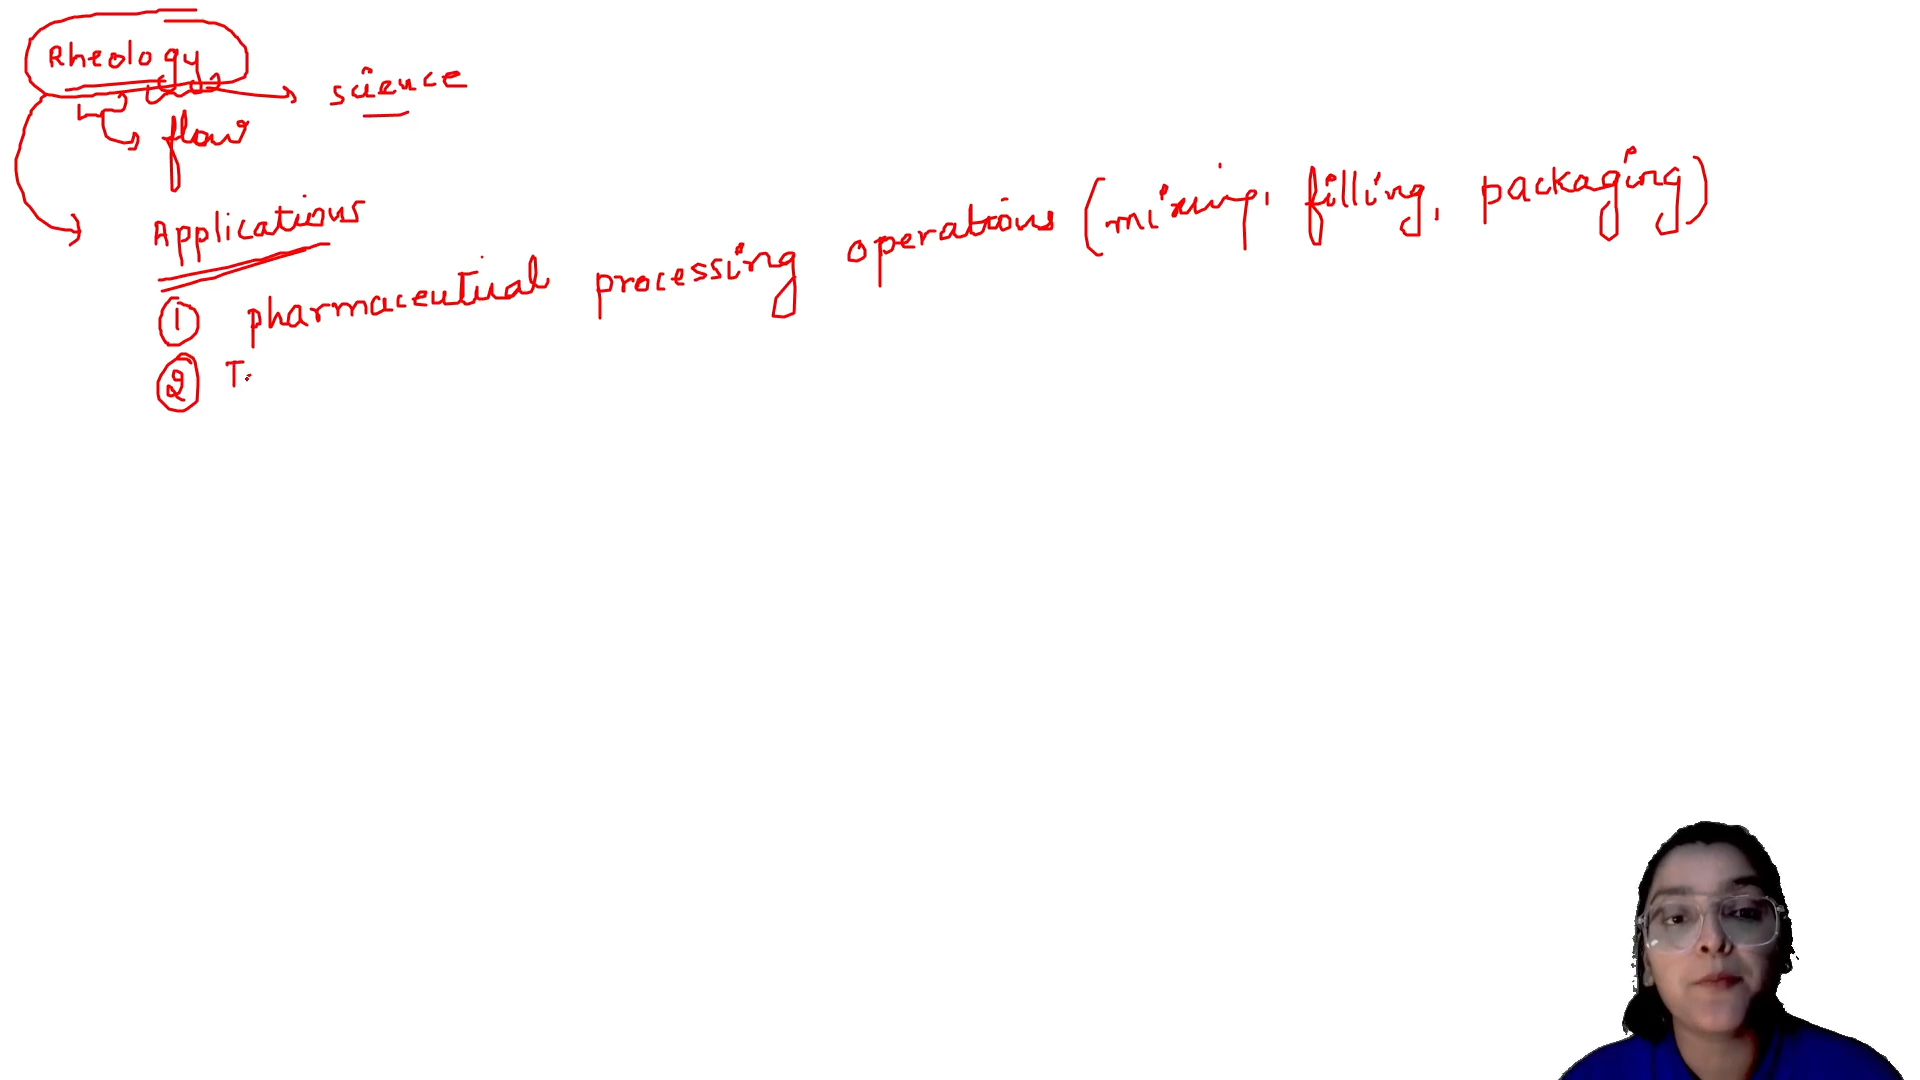 Rheology
science
flow
Applications
① pharmaceutical processing operations (mixing, filling, packaging)
② T